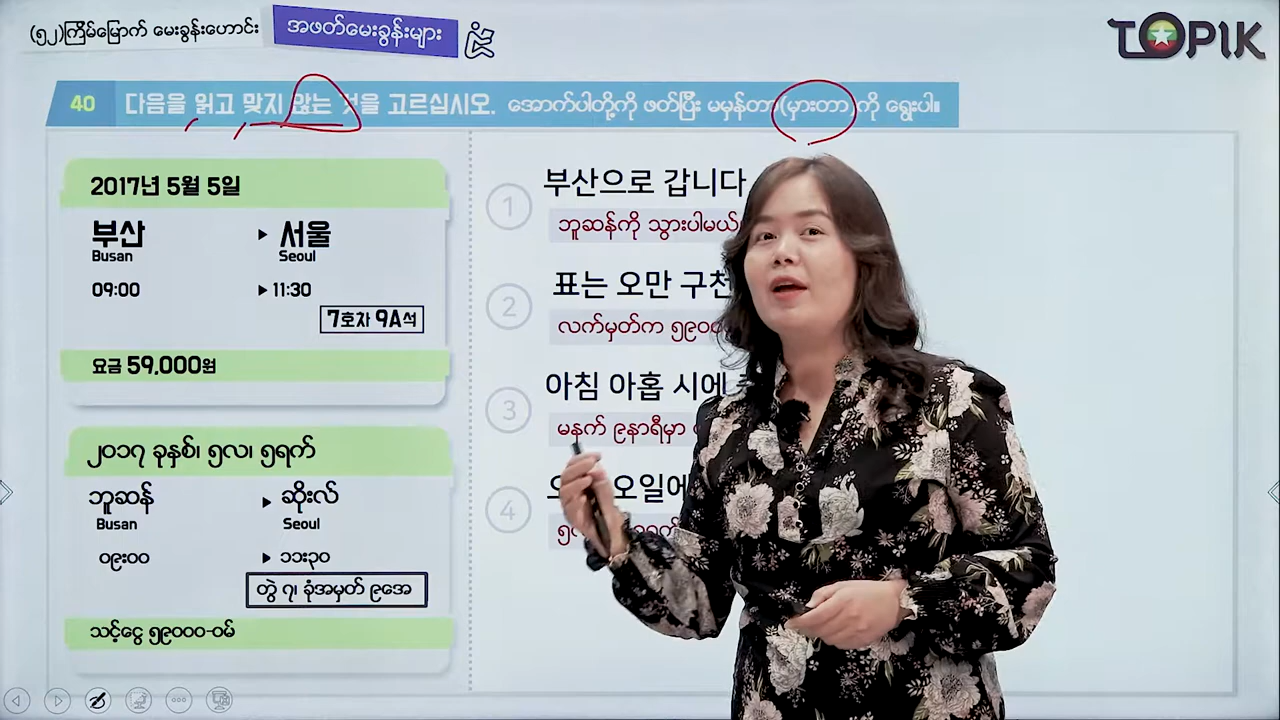 (၅၂)ကြိမ်မြောက် မေးခွန်းဟောင်း
အဖတ်မေးခွန်းများ
TOPIK
40 다음을 읽고 맞지 않는 것을 고르십시오. အောက်ပါတို့ကို ဖတ်ပြီး မမှန်တာ(မှားတာ)ကို ရွေးပါ။
2017년 5월 5일
부산 ▶ 서울
Busan Seoul
09:00 ▶ 11:30
7호차 9A석
요금 59,000원
၂၀၁၇ ခုနှစ်၊ ၅လ၊ ၅ရက်
ဘူဆန် ▶ ဆိုးလ်
Busan Seoul
၀၉း၀၀ ▶ ၁၁း၃၀
တွဲ ၇၊ ခုံအမှတ် ၉အေ
သင့်ငွေ ၅၉၀၀၀-ဝမ်
1 부산으로 갑니다
ဘူဆန်ကို သွားပါမယ်
2 표는 오만 구천
လက်မှတ်က
3 아침 아홉 시에
မနက် ၉နာရီမှာ
4 오일에